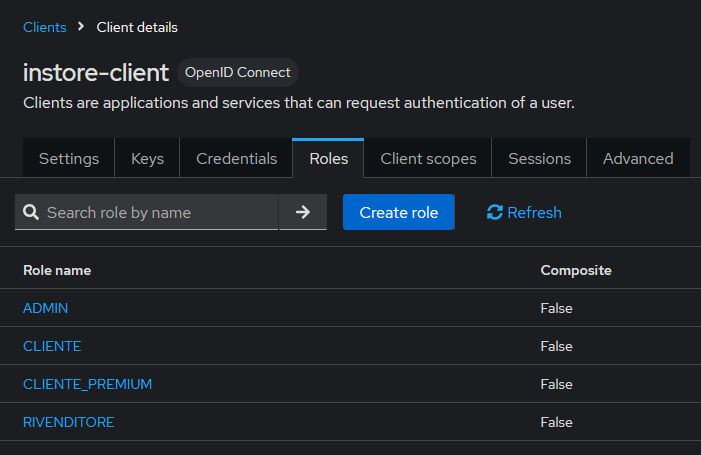 Clients > Client details
instore-client OpenID Connect
Clients are applications and services that can request authentication of a user.
Settings Keys Credentials Roles Client scopes Sessions Advanced
Search role by name Create role Refresh
Role name Composite
ADMIN False
CLIENTE False
CLIENTE_PREMIUM False
RIVENDITORE False